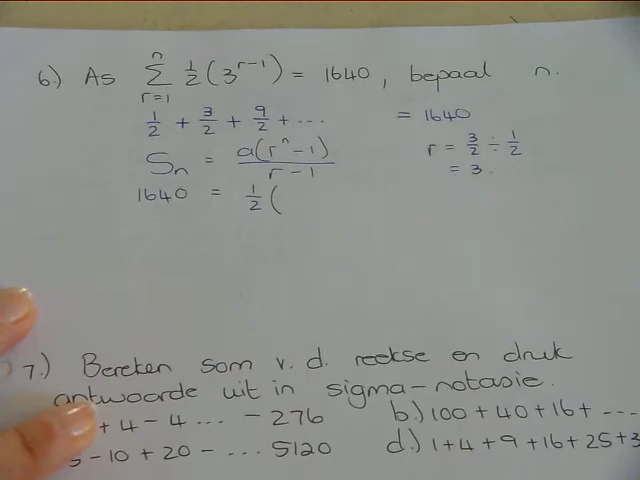 6.) As n Σ r=1 1/2 (3^(r-1)) = 1640, bepaal n.
1/2 + 3/2 + 9/2 + ... = 1640
Sn = a(r^n - 1) / r - 1
r = 3/2 ÷ 1/2
= 3.
1640 = 1/2 (
7.) Bereken som v. d. reekse en druk
antwoorde uit in sigma-notasie.
+ 4 - 4 ... - 276 b.) 100 + 40 + 16 + ...
- 10 + 20 - ... 5120 d.) 1 + 4 + 9 + 16 + 25 + 3